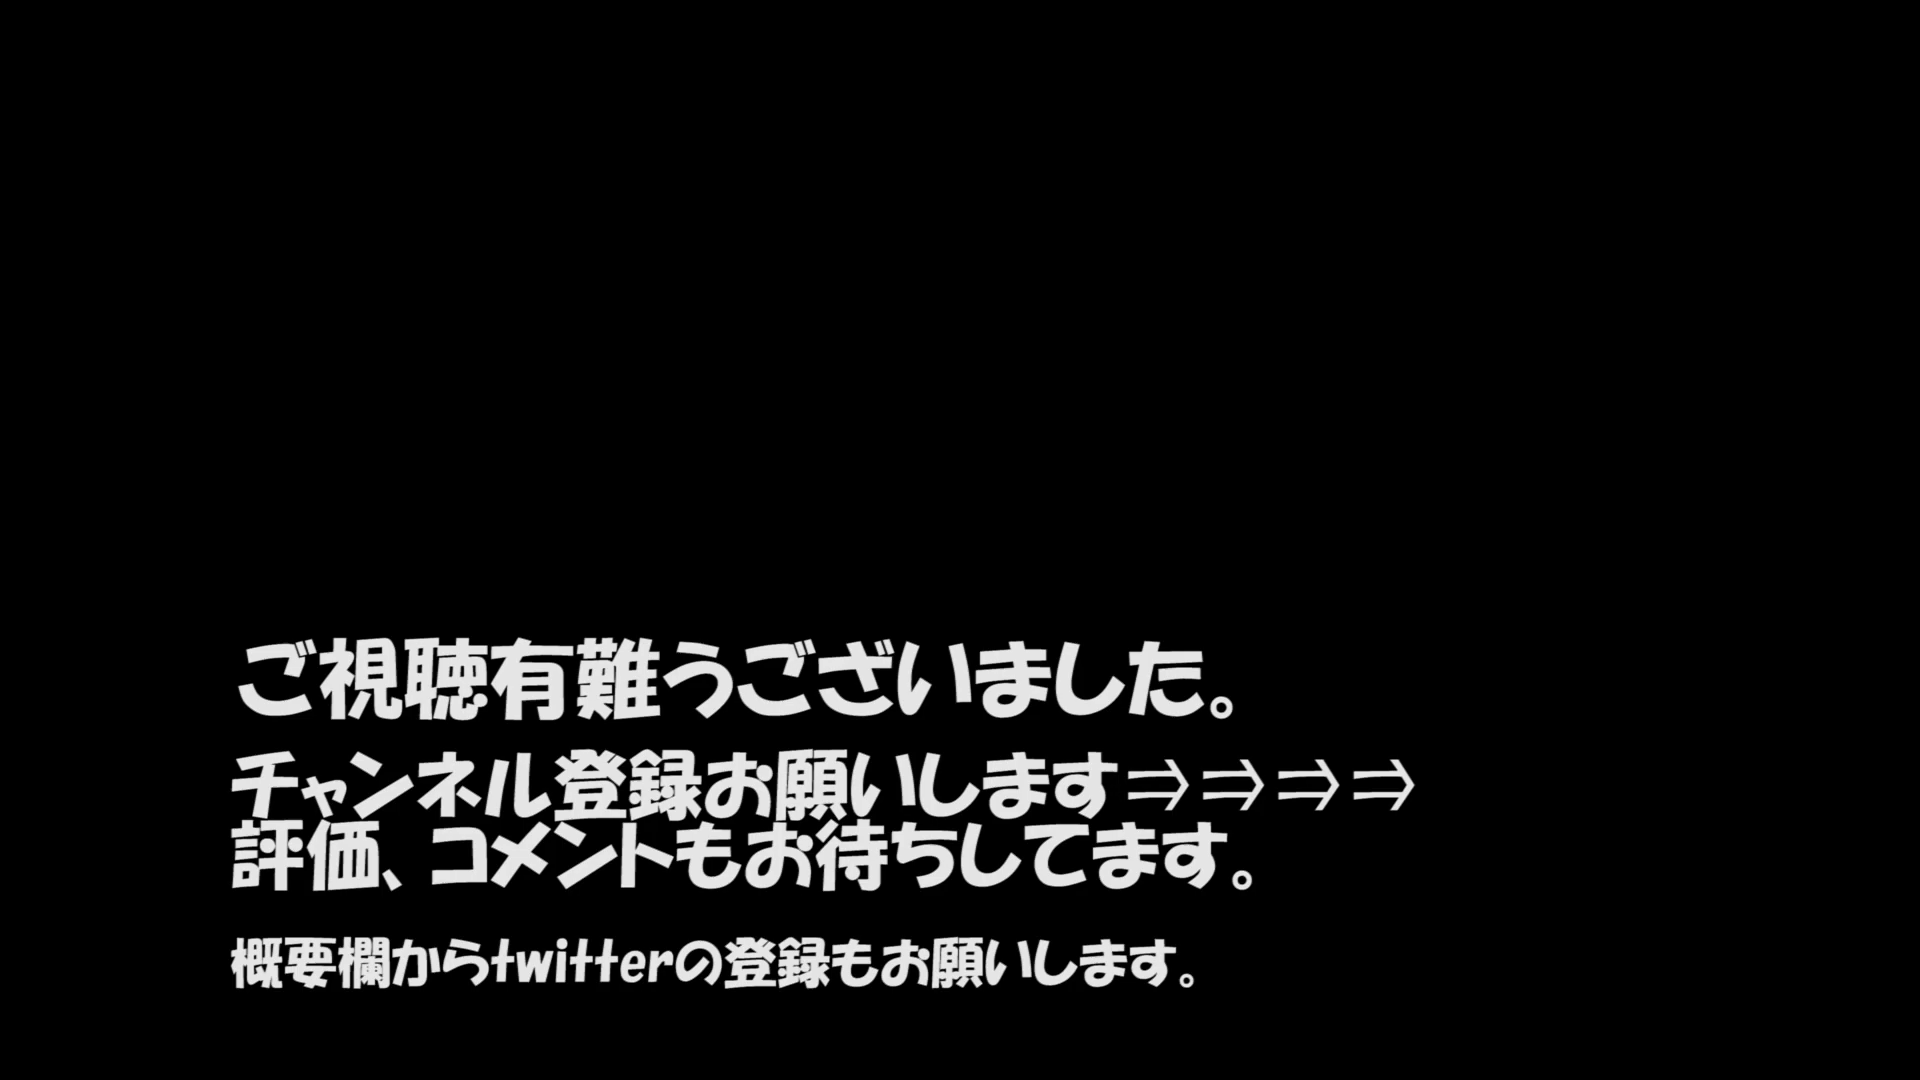 ご視聴有難うございました。
チャンネル登録お願いします⇒⇒⇒⇒
評価、コメントもお待ちしてます。
概要欄からtwitterの登録もお願いします。